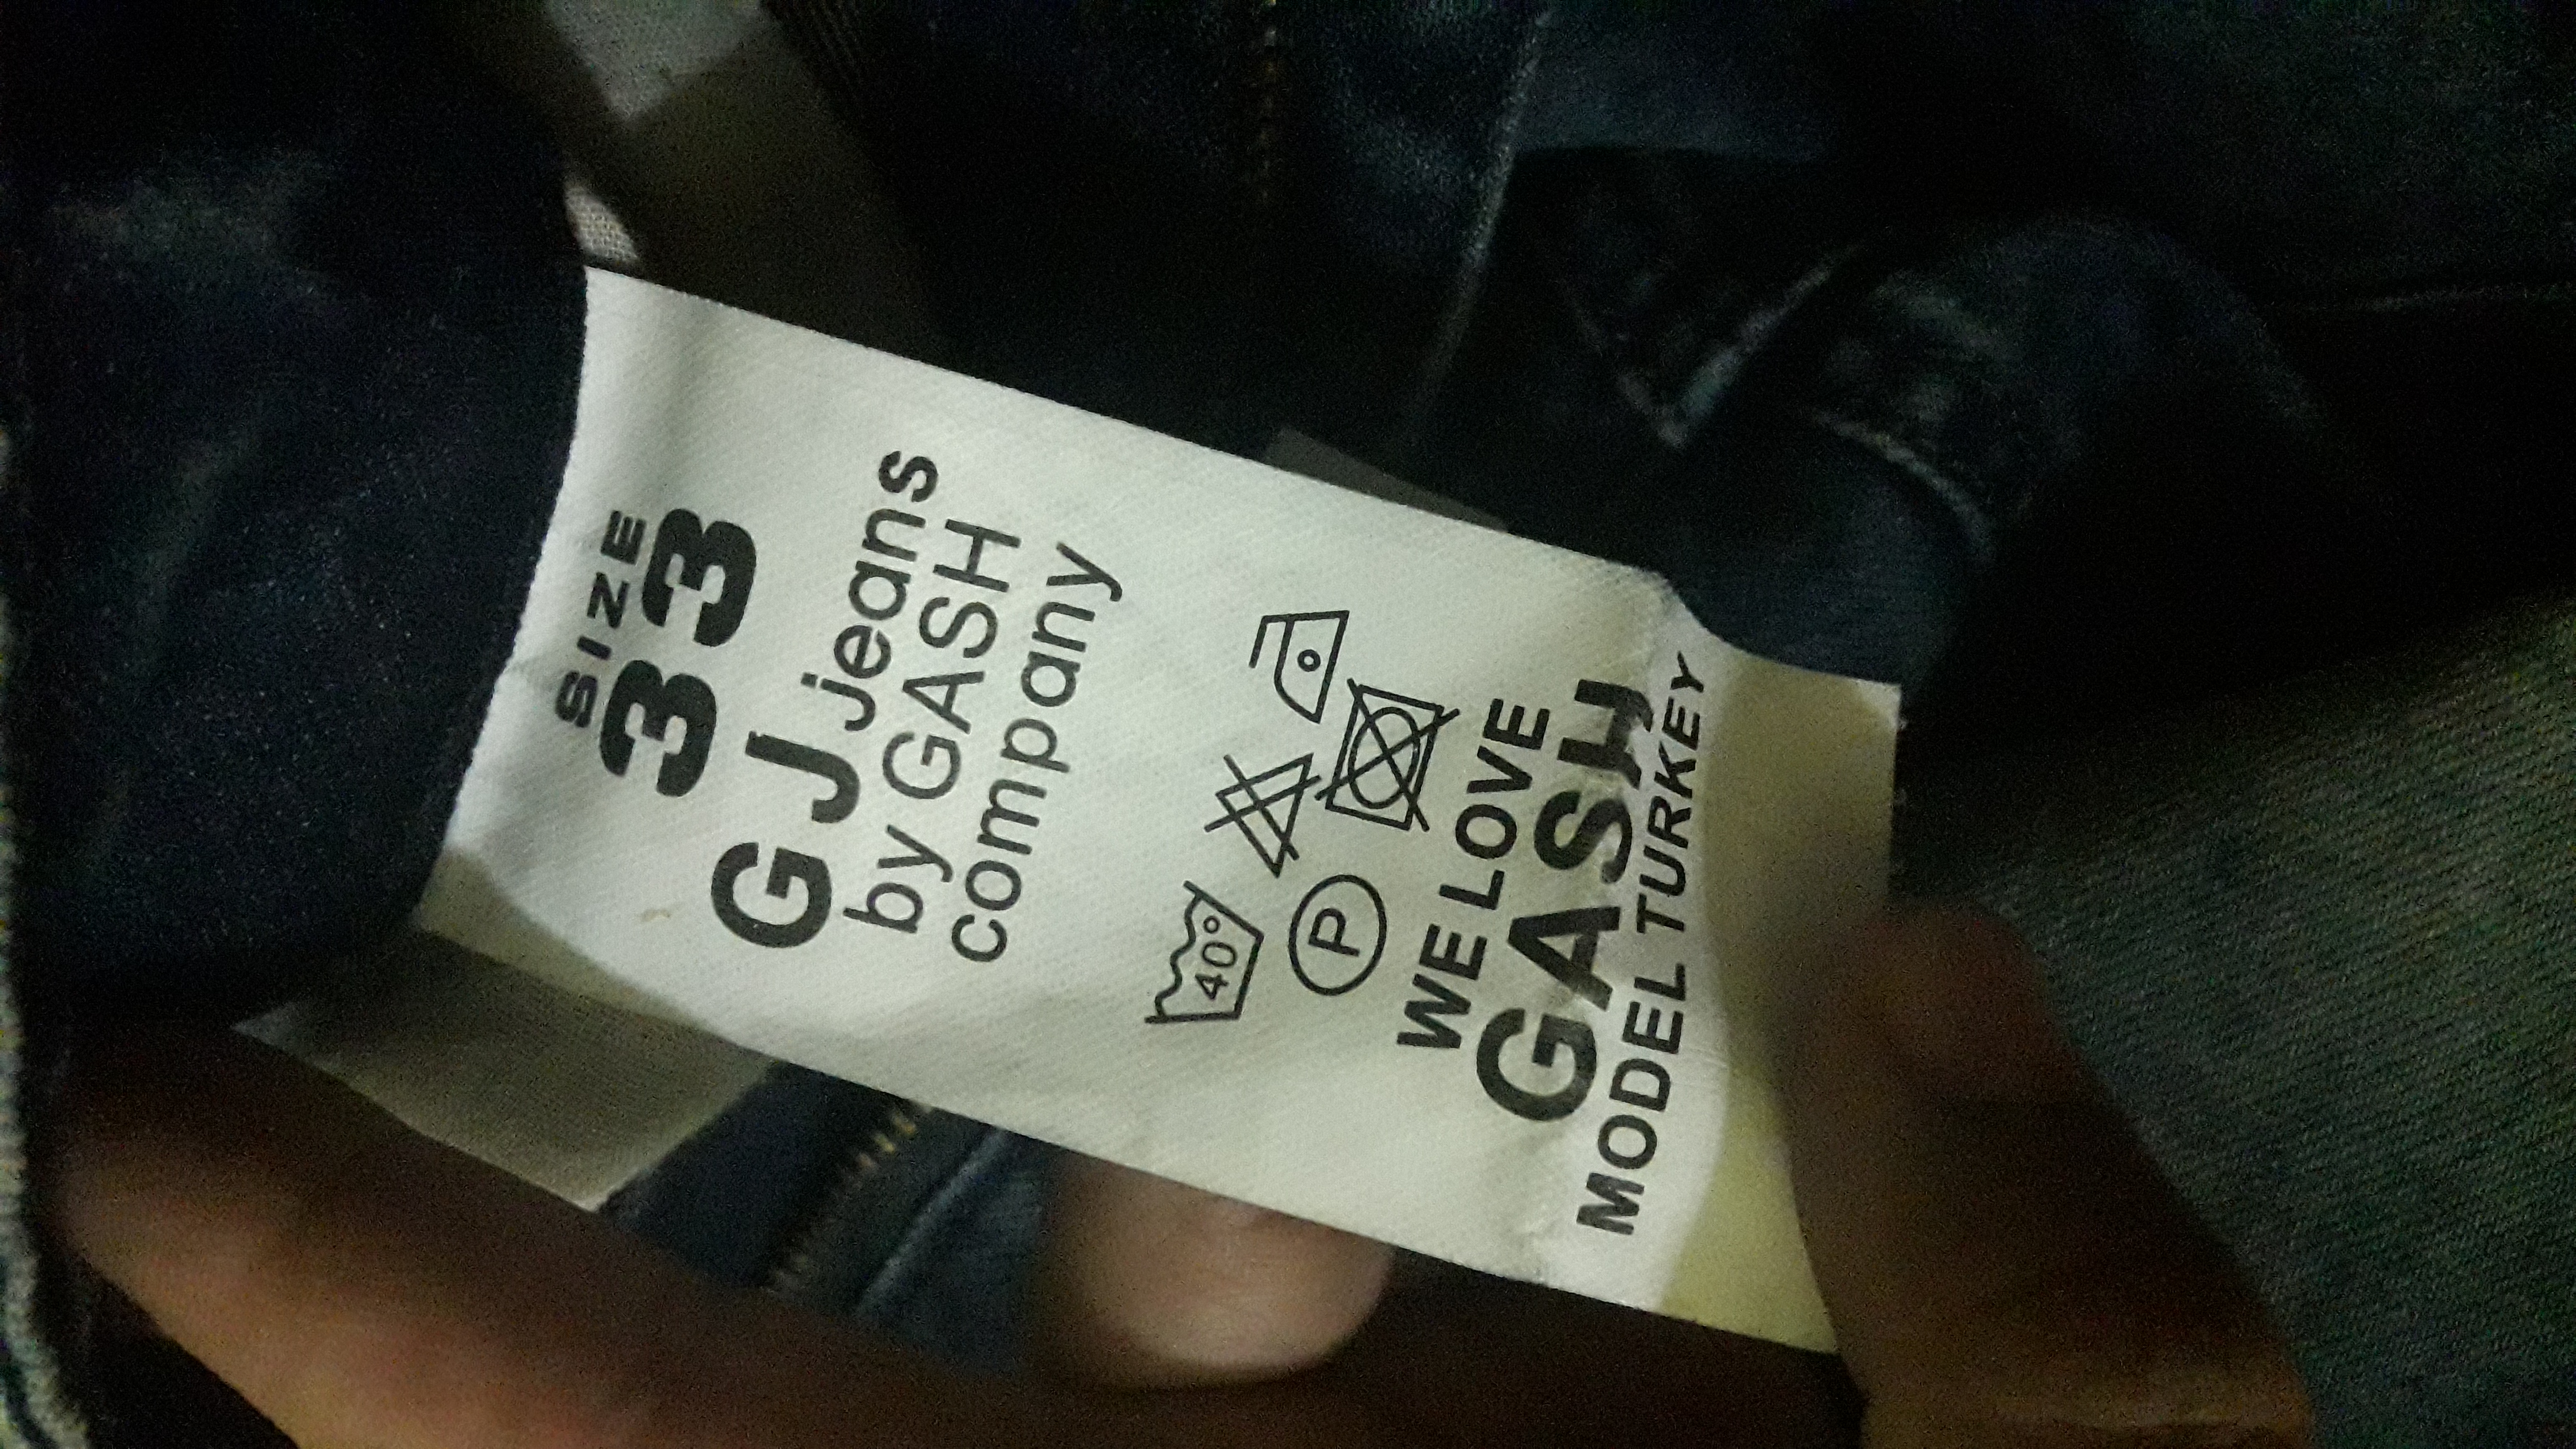 SIZE
33
GJ jeans
by GASH
company
40°
P
WE LOVE
GASH
MODEL TURKEY